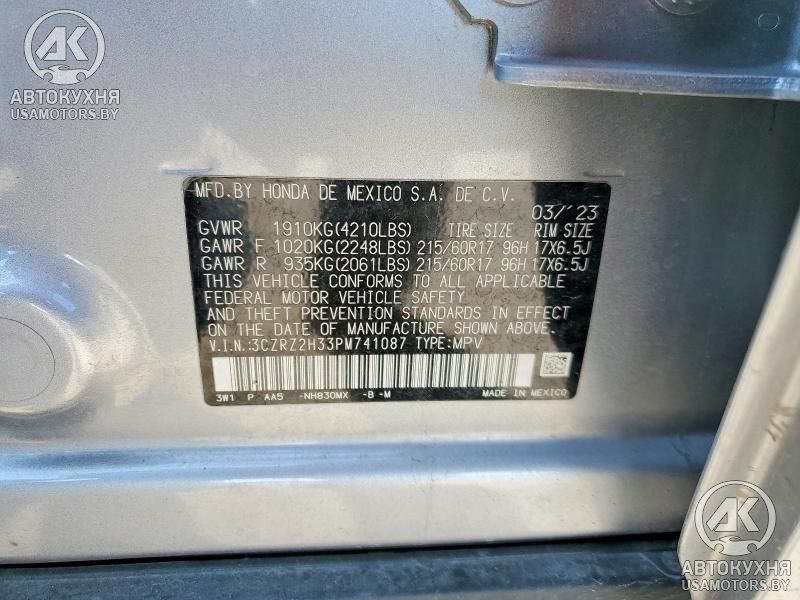 АК
АВТОКУХНЯ
USAMOTORS.BY
MFD. BY HONDA DE MEXICO S.A. DE C.V.
03/'23
GVWR 1910KG(4210LBS) TIRE SIZE RIM SIZE
GAWR F 1020KG(2248LBS) 215/60R17 96H 17X6.5J
GAWR R 935KG(2061LBS) 215/60R17 96H 17X6.5J
THIS VEHICLE CONFORMS TO ALL APPLICABLE
FEDERAL MOTOR VEHICLE SAFETY
AND THEFT PREVENTION STANDARDS IN EFFECT
ON THE DATE OF MANUFACTURE SHOWN ABOVE.
V.I.N.:3CZRZ2H33PM741087 TYPE:MPV
3W1 P AA5 -NH830MX -B -M MADE IN MEXICO
АК
АВТОКУХНЯ
USAMOTORS.BY